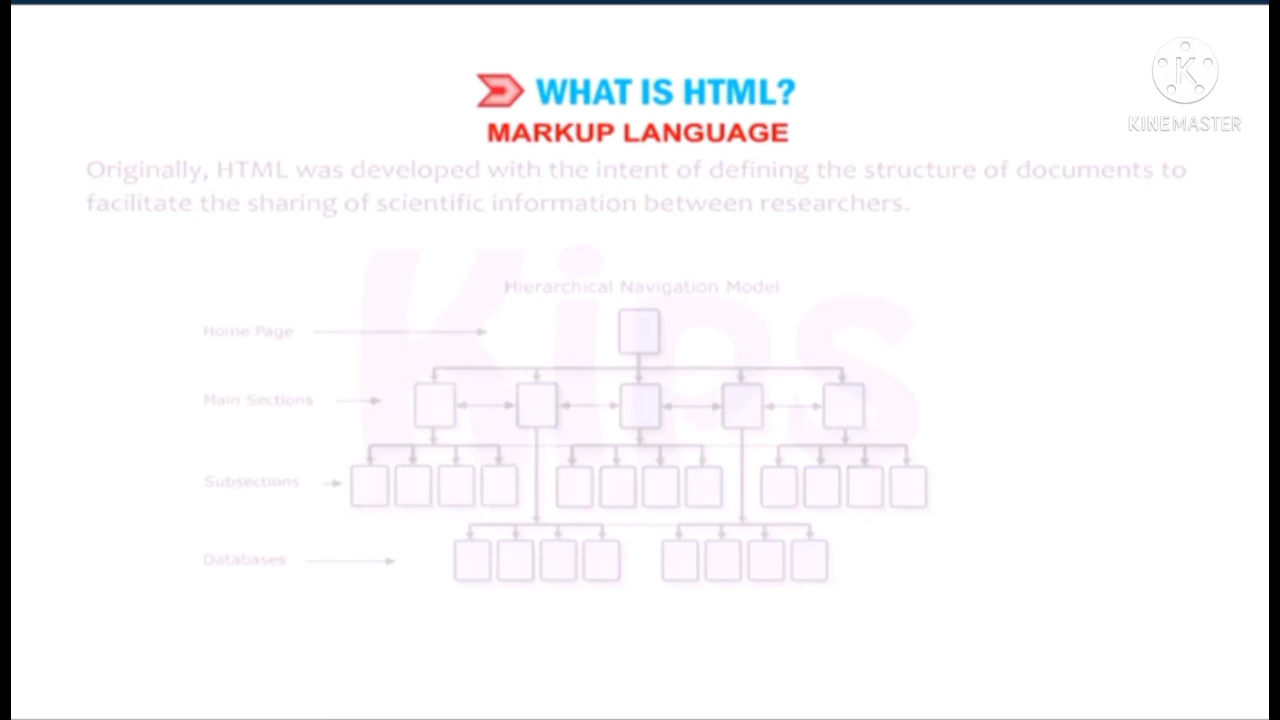 WHAT IS HTML?
MARKUP LANGUAGE
K
KINEMASTER
Originally, HTML was developed with the intent of defining the structure of documents to
facilitate the sharing of scientific information between researchers.
Kips
Hierarchical Navigation Model
Home Page
Main Sections
Subsections
Databases